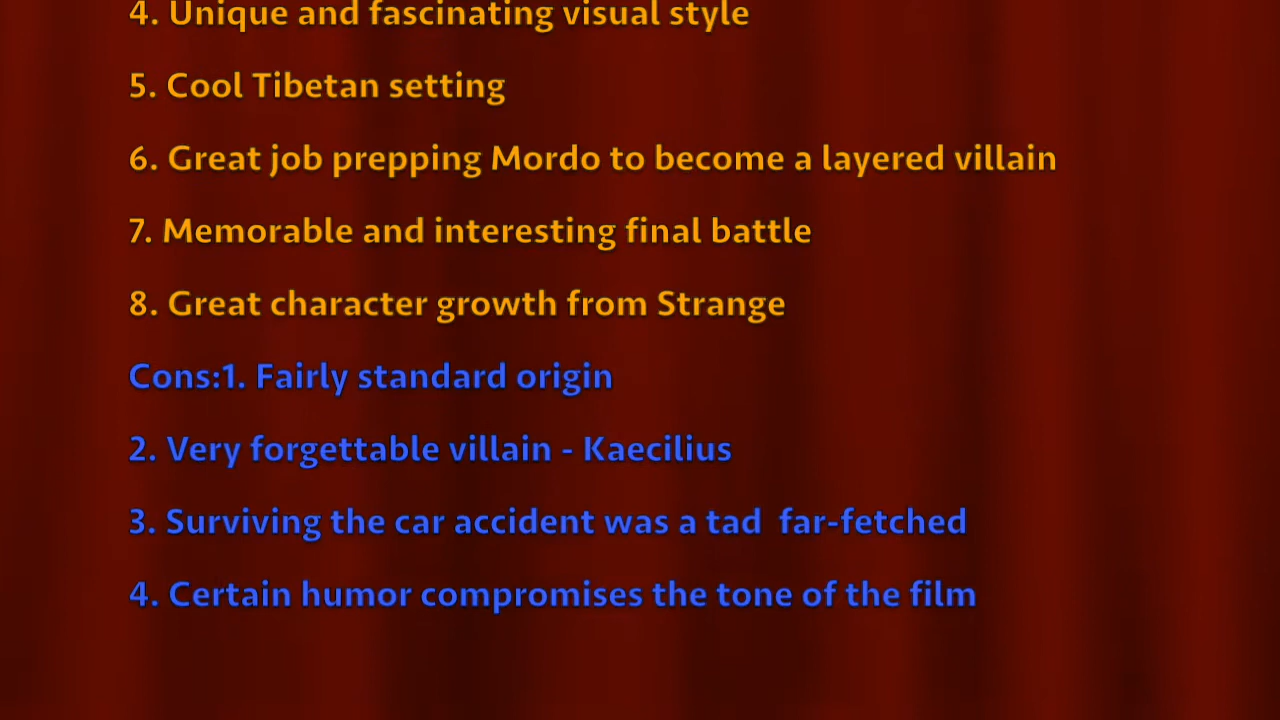 4. Unique and fascinating visual style
5. Cool Tibetan setting
6. Great job prepping Mordo to become a layered villain
7. Memorable and interesting final battle
8. Great character growth from Strange
Cons:1. Fairly standard origin
2. Very forgettable villain - Kaecilius
3. Surviving the car accident was a tad  far-fetched
4. Certain humor compromises the tone of the film